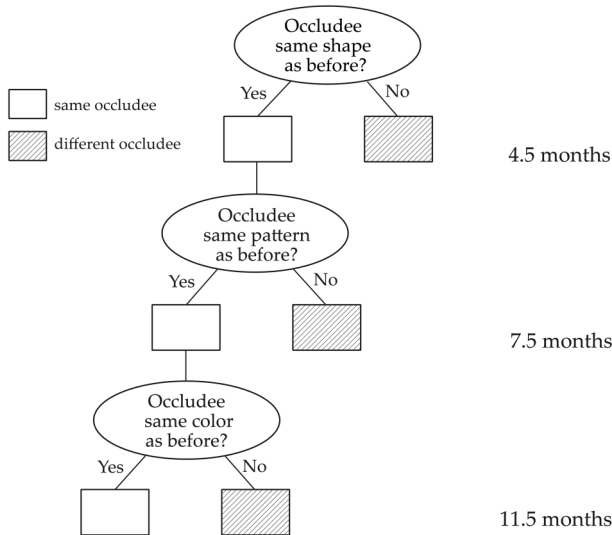 Occludee
same shape
as before?
Yes
No
same occludee
different occludee
4.5 months
Occludee
same pattern
as before?
Yes
No
7.5 months
Occludee
same color
as before?
Yes
No
11.5 months